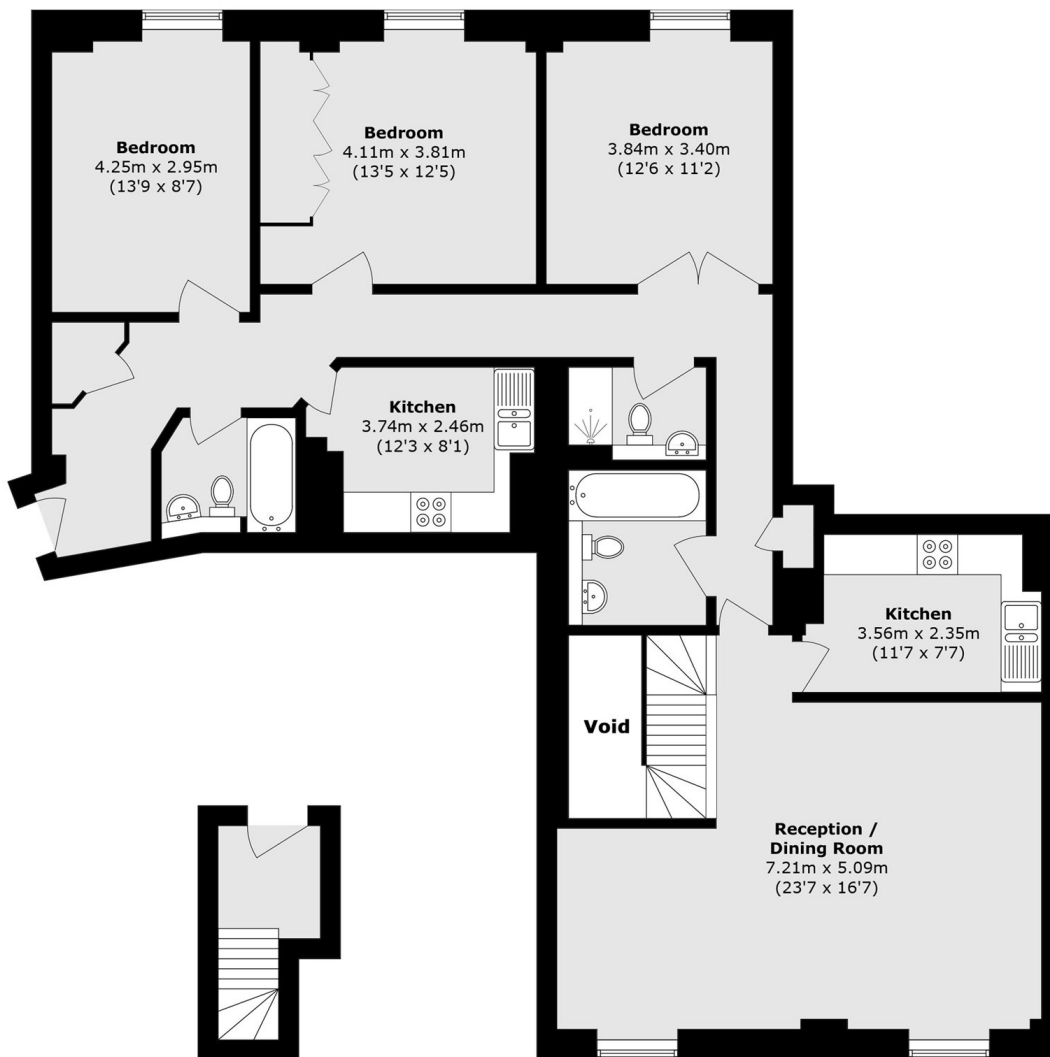 Bedroom
4.25m x 2.95m
(13'9 x 8'7)
Bedroom
4.11m x 3.81m
(13'5 x 12'5)
Bedroom
3.84m x 3.40m
(12'6 x 11'2)
Kitchen
3.74m x 2.46m
(12'3 x 8'1)
Kitchen
3.56m x 2.35m
(11'7 x 7'7)
Void
Reception /
Dining Room
7.21m x 5.09m
(23'7 x 16'7)